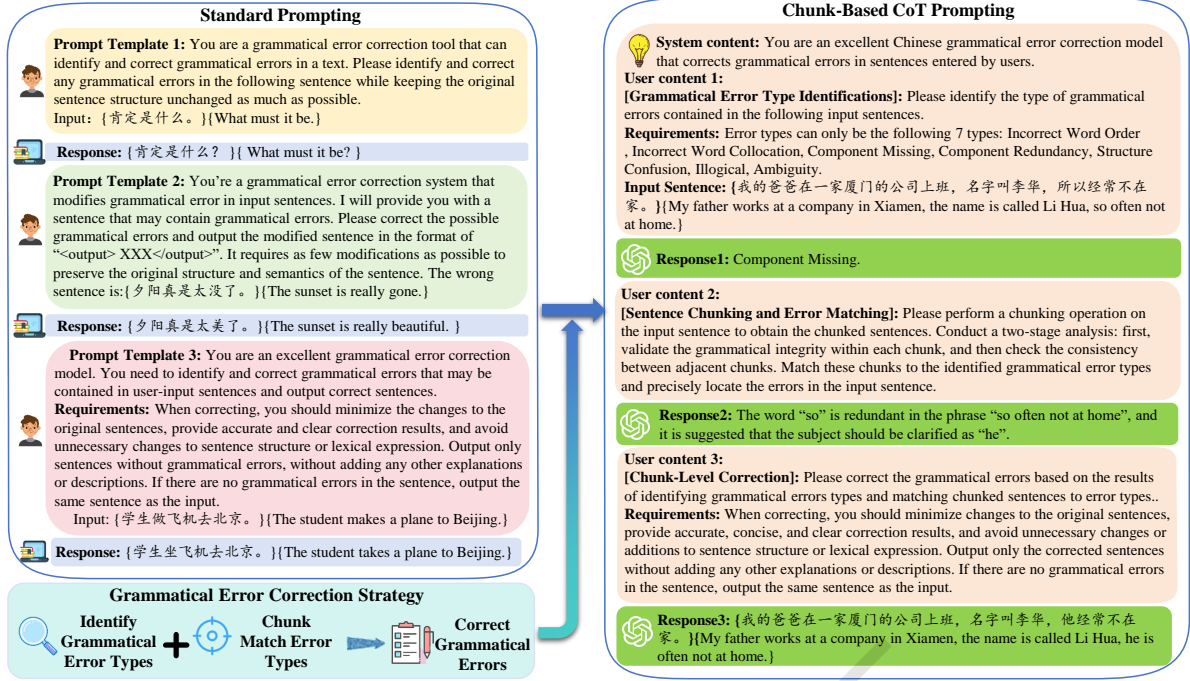 Standard Prompting
Prompt Template 1: You are a grammatical error correction tool that can
identify and correct grammatical errors in a text. Please identify and correct
any grammatical errors in the following sentence while keeping the original
sentence structure unchanged as much as possible.
Input：{肯定是什么。}{What must it be.}
Response: {肯定是什么？}{ What must it be? }
Prompt Template 2: You're a grammatical error correction system that
modifies grammatical error in input sentences. I will provide you with a
sentence that may contain grammatical errors. Please correct the possible
grammatical errors and output the modified sentence in the format of
“<output> XXX</output>”. It requires as few modifications as possible to
preserve the original structure and semantics of the sentence. The wrong
sentence is:{夕阳真是太没了。}{The sunset is really gone.}
Response: {夕阳真是太美了。}{The sunset is really beautiful. }
Prompt Template 3: You are an excellent grammatical error correction
model. You need to identify and correct grammatical errors that may be
contained in user-input sentences and output correct sentences.
Requirements: When correcting, you should minimize the changes to the
original sentences, provide accurate and clear correction results, and avoid
unnecessary changes to sentence structure or lexical expression. Output only
sentences without grammatical errors, without adding any other explanations
or descriptions. If there are no grammatical errors in the sentence, output the
same sentence as the input.
Input: {学生做飞机去北京。}{The student makes a plane to Beijing.}
Response: {学生坐飞机去北京。}{The student takes a plane to Beijing.}
Grammatical Error Correction Strategy
Identify
Grammatical
Error Types
Chunk
Match Error
Types
Correct
Grammatical
Errors
Chunk-Based CoT Prompting
System content: You are an excellent Chinese grammatical error correction model
that corrects grammatical errors in sentences entered by users.
User content 1:
[Grammatical Error Type Identifications]: Please identify the type of grammatical
errors contained in the following input sentences.
Requirements: Error types can only be the following 7 types: Incorrect Word Order
, Incorrect Word Collocation, Component Missing, Component Redundancy, Structure
Confusion, Illogical, Ambiguity.
Input Sentence: {我的爸爸在一家厦门的公司上班，名字叫李华，所以经常不在
家。}{My father works at a company in Xiamen, the name is called Li Hua, so often not
at home.}
Response1: Component Missing.
User content 2:
[Sentence Chunking and Error Matching]: Please perform a chunking operation on
the input sentence to obtain the chunked sentences. Conduct a two-stage analysis: first,
validate the grammatical integrity within each chunk, and then check the consistency
between adjacent chunks. Match these chunks to the identified grammatical error types
and precisely locate the errors in the input sentence.
Response2: The word “so” is redundant in the phrase “so often not at home”, and
it is suggested that the subject should be clarified as “he”.
User content 3:
[Chunk-Level Correction]: Please correct the grammatical errors based on the results
of identifying grammatical errors types and matching chunked sentences to error types..
Requirements: When correcting, you should minimize changes to the original sentences,
provide accurate, concise, and clear correction results, and avoid unnecessary changes or
additions to sentence structure or lexical expression. Output only the corrected sentences
without adding any other explanations or descriptions. If there are no grammatical errors
in the sentence, output the same sentence as the input.
Response3: {我的爸爸在一家厦门的公司上班，名字叫李华，他经常不在
家。}{My father works at a company in Xiamen, the name is called Li Hua, he is
often not at home.}